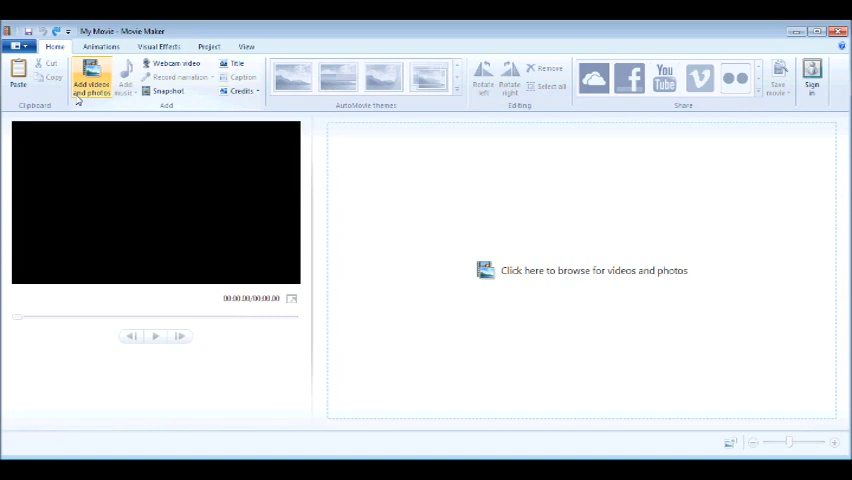 My Movie - Movie Maker
Home Animations Visual Effects Project View
Paste
Cut
Copy
Clipboard
Add videos
and photos
Add
music
Webcam video
Record narration
Snapshot
Title
Caption
Credits
Add
AutoMovie themes
Rotate
left
Rotate
right
Remove
Select all
Editing
f
You
Tube
v
Share
Save
movie
Sign
in
00:00.00/00:00.00
Click here to browse for videos and photos